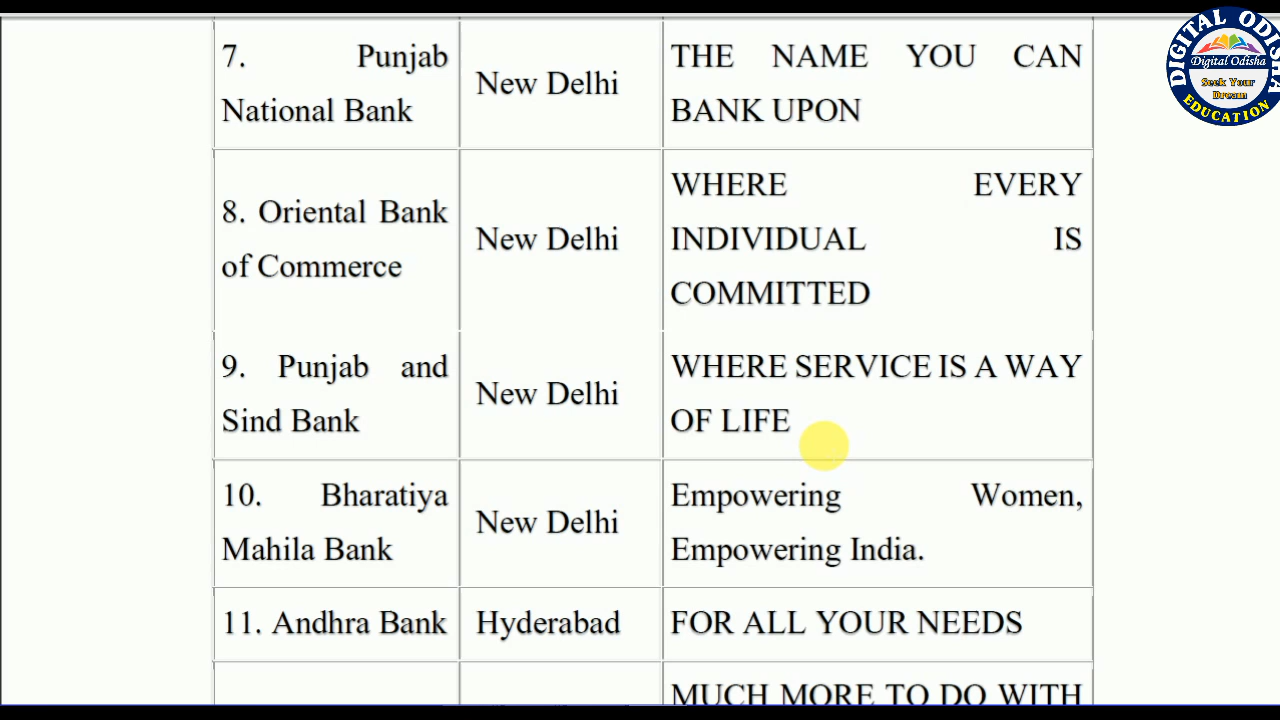 7. Punjab
National Bank
New Delhi
THE NAME YOU CAN
BANK UPON
8. Oriental Bank
of Commerce
New Delhi
WHERE EVERY
INDIVIDUAL IS
COMMITTED
9. Punjab and
Sind Bank
New Delhi
WHERE SERVICE IS A WAY
OF LIFE
10. Bharatiya
Mahila Bank
New Delhi
Empowering Women,
Empowering India.
11. Andhra Bank
Hyderabad
FOR ALL YOUR NEEDS
MUCH MORE TO DO WITH
DIGITAL ODISHA
Digital Odisha
Seek Your
Dream
EDUCATION